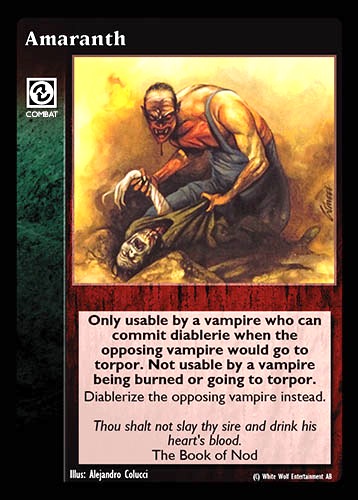 Amaranth
COMBAT
Only usable by a vampire who can
commit diablerie when the
opposing vampire would go to
torpor. Not usable by a vampire
being burned or going to torpor.
Diablerize the opposing vampire instead.
Thou shalt not slay thy sire and drink his
heart's blood.
The Book of Nod
Illus: Alejandro Colucci
(C) White Wolf Entertainment AB